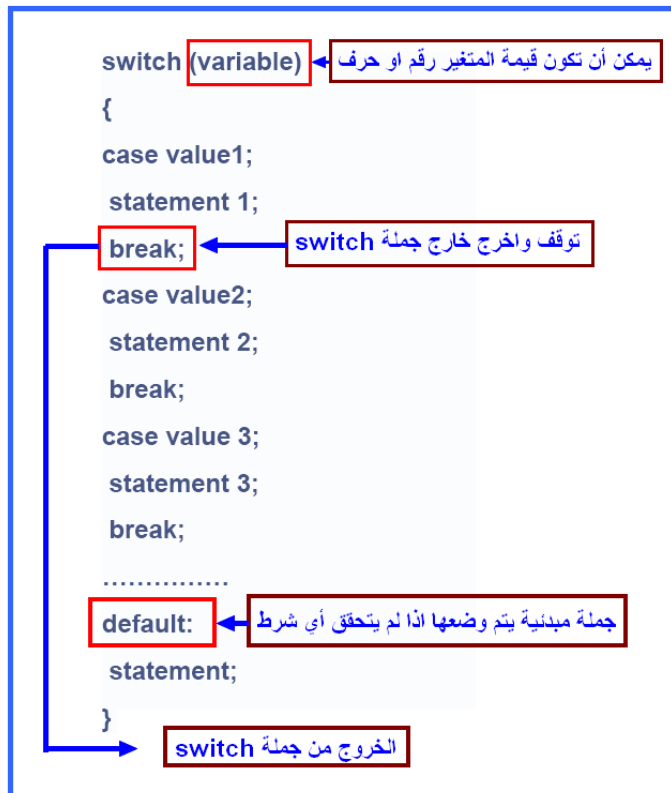 switch (variable)
يمكن أن تكون قيمة المتغير رقم او حرف
{
case value1;
statement 1;
break;
توقف واخرج خارج جملة switch
case value2;
statement 2;
break;
case value 3;
statement 3;
break;
...............
default:
جملة مبدئية يتم وضعها اذا لم يتحقق أي شرط
statement;
}
الخروج من جملة switch